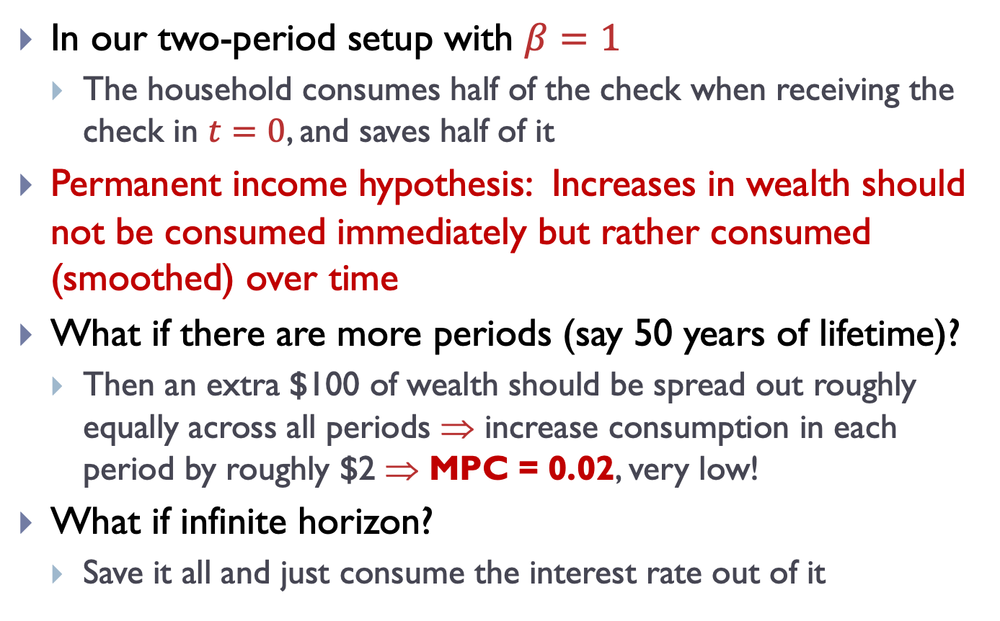 In our two-period setup with β = 1
The household consumes half of the check when receiving the
check in t = 0, and saves half of it
Permanent income hypothesis: Increases in wealth should
not be consumed immediately but rather consumed
(smoothed) over time
What if there are more periods (say 50 years of lifetime)?
Then an extra $100 of wealth should be spread out roughly
equally across all periods ⟹ increase consumption in each
period by roughly $2 ⟹ MPC = 0.02, very low!
What if infinite horizon?
Save it all and just consume the interest rate out of it